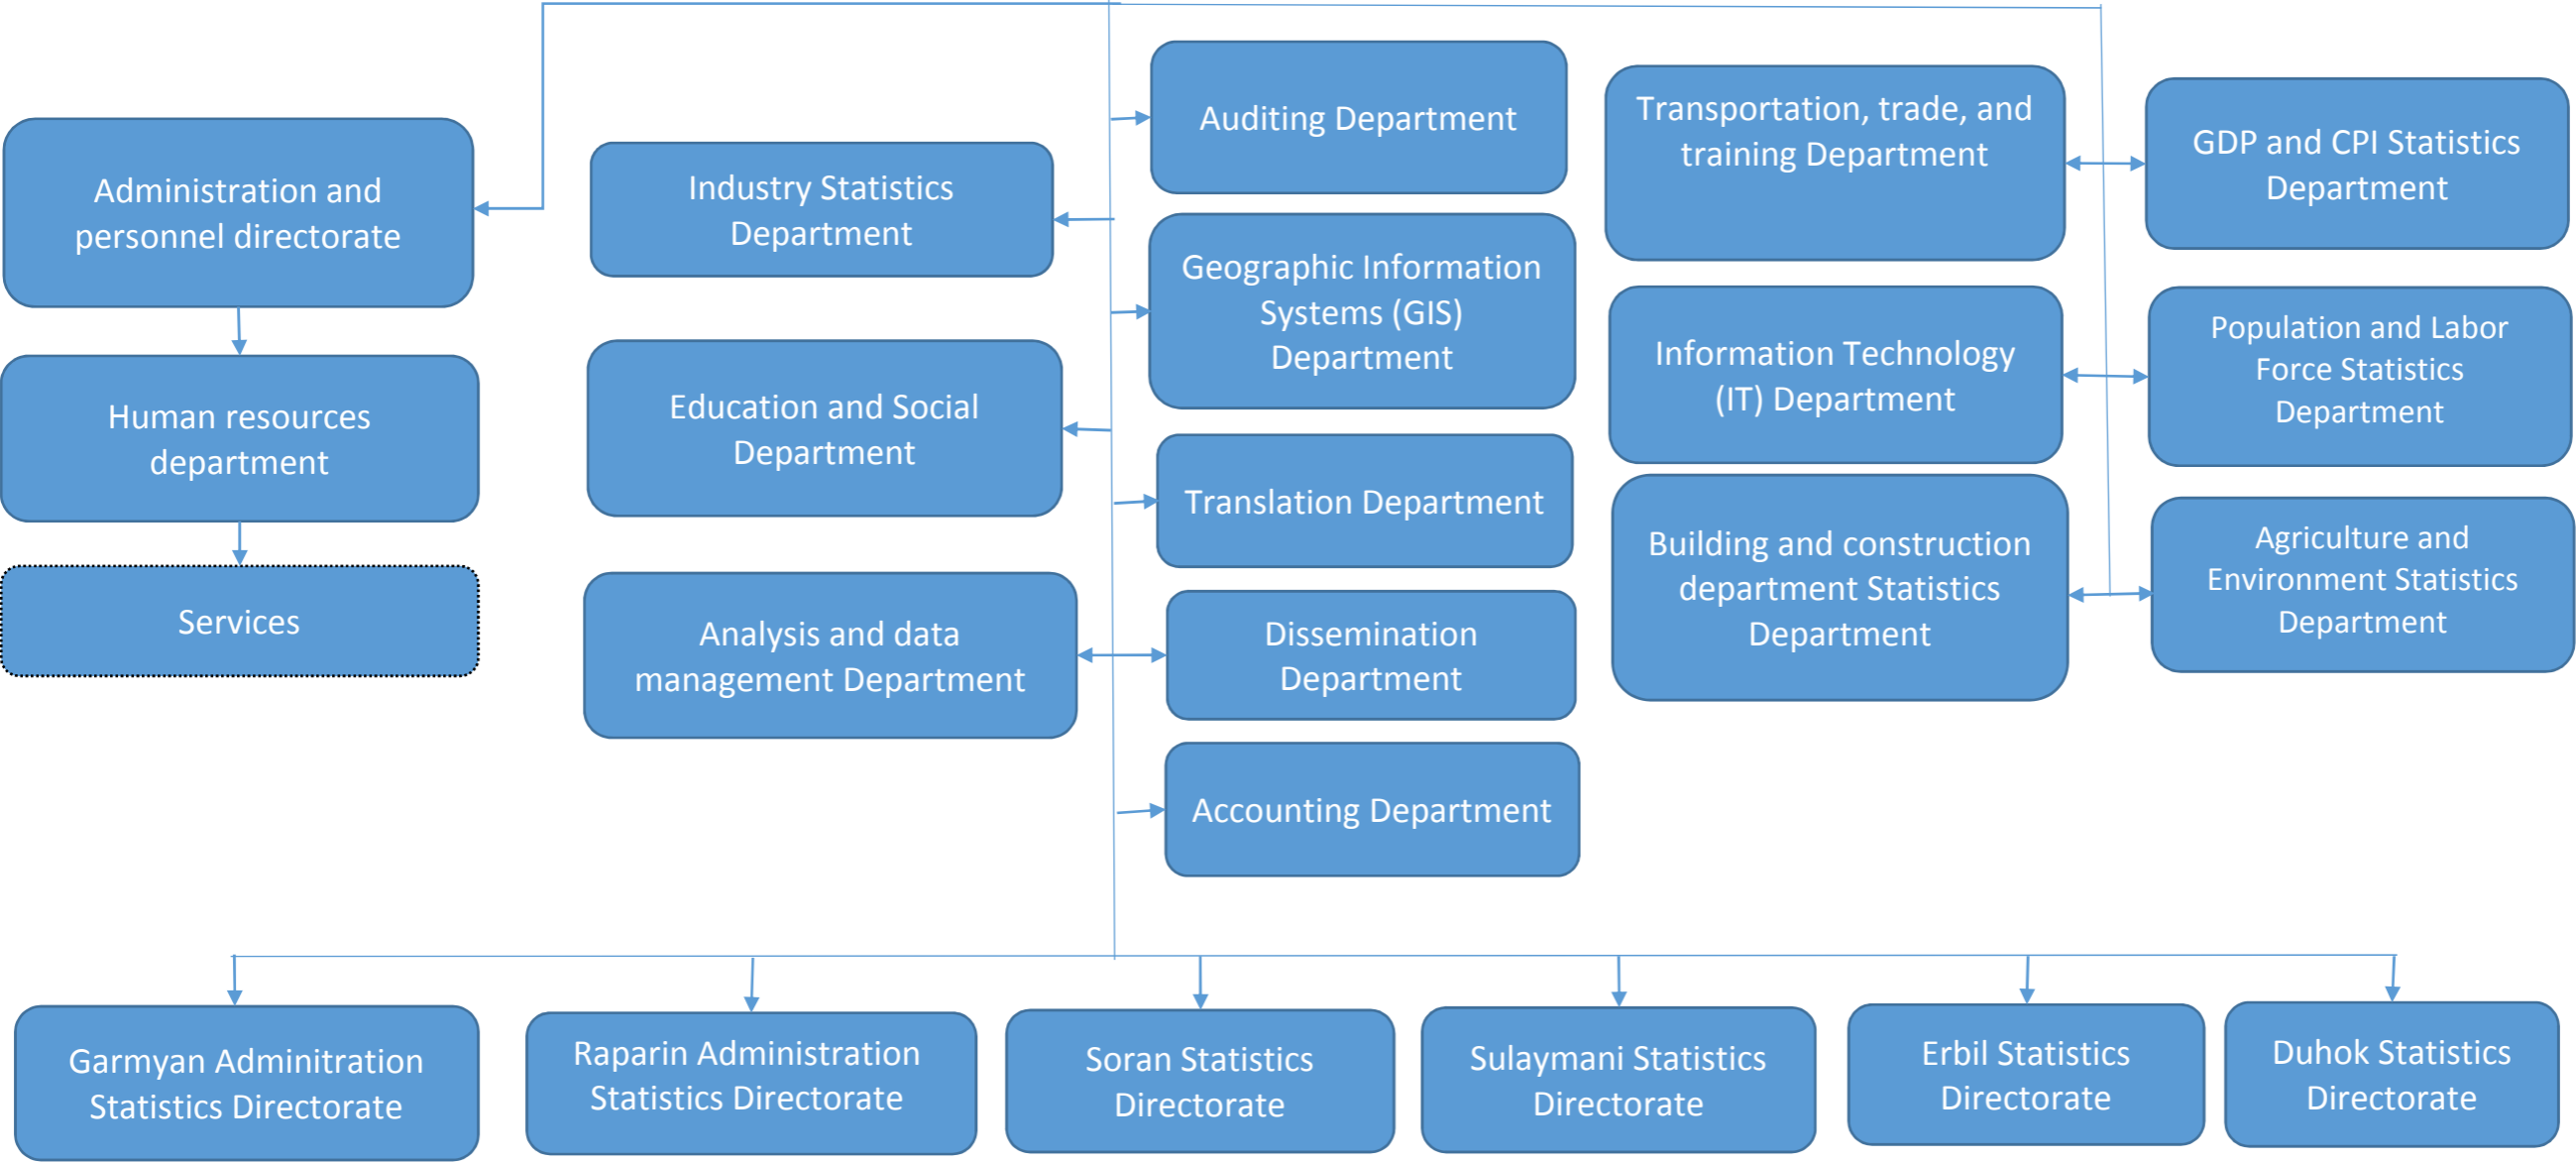 Administration and
personnel directorate
Human resources
department
Services
Industry Statistics
Department
Education and Social
Department
Analysis and data
management Department
Auditing Department
Geographic Information
Systems (GIS)
Department
Translation Department
Dissemination
Department
Accounting Department
Transportation, trade, and
training Department
Information Technology
(IT) Department
Building and construction
department Statistics
Department
GDP and CPI Statistics
Department
Population and Labor
Force Statistics
Department
Agriculture and
Environment Statistics
Department
Garmyan Adminitration
Statistics Directorate
Raparin Administration
Statistics Directorate
Soran Statistics
Directorate
Sulaymani Statistics
Directorate
Erbil Statistics
Directorate
Duhok Statistics
Directorate